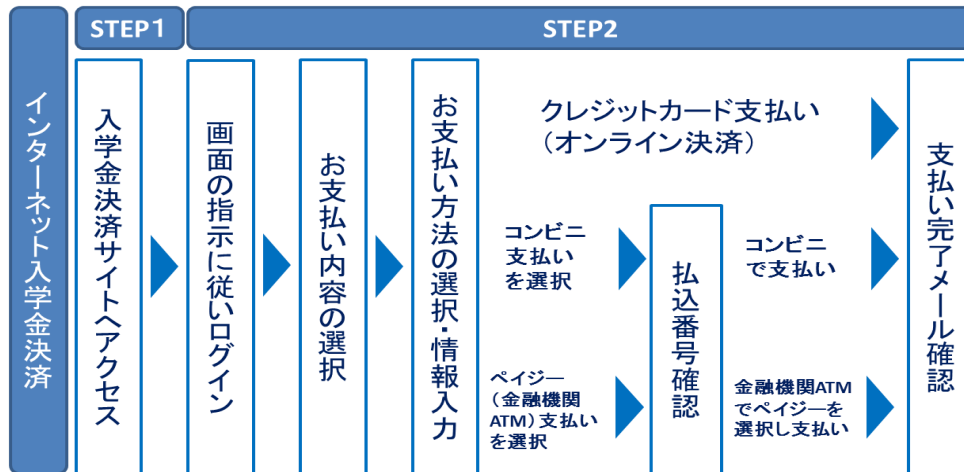 STEP1
STEP2
インターネット入学金決済
入学金決済サイトへアクセス
画面の指示に従いログイン
お支払い内容の選択
お支払い方法の選択・情報入力
クレジットカード支払い
（オンライン決済）
コンビニ
支払い
を選択
ペイジー
（金融機関
ATM）支払い
を選択
払込番号確認
コンビニ
で支払い
金融機関ATM
でペイジーを
選択し支払い
支払い完了メール確認